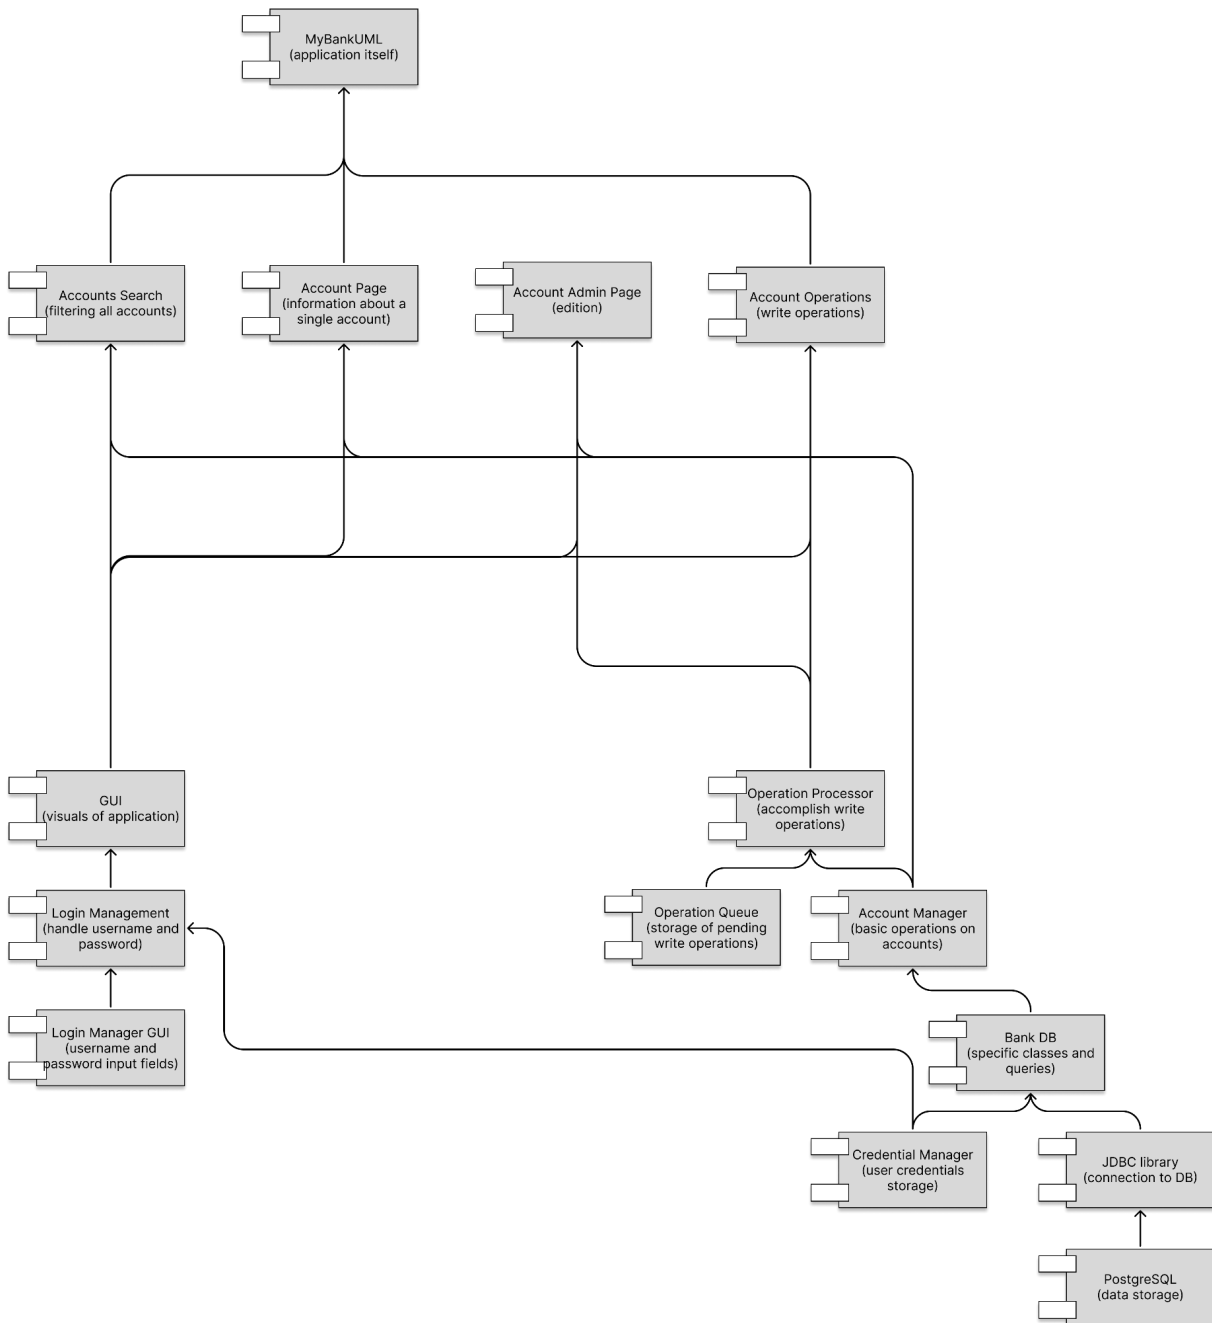 MyBankUML
(application itself)
Accounts Search
(filtering all accounts)
Account Page
(information about a
single account)
Account Admin Page
(edition)
Account Operations
(write operations)
GUI
(visuals of application)
Operation Processor
(accomplish write
operations)
Login Management
(handle username and
password)
Operation Queue
(storage of pending
write operations)
Account Manager
(basic operations on
accounts)
Login Manager GUI
(username and
password input fields)
Bank DB
(specific classes and
queries)
Credential Manager
(user credentials
storage)
JDBC library
(connection to DB)
PostgreSQL
(data storage)